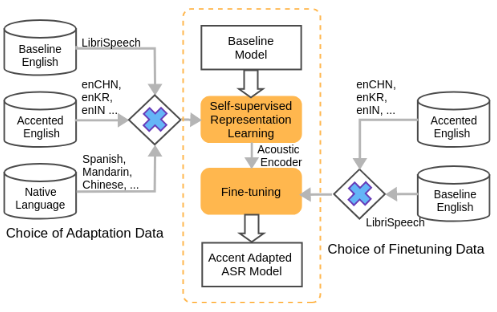 Baseline
English
LibriSpeech
enCHN,
enKR,
enIN ...
Accented
English
Spanish,
Mandarin,
Chinese, ...
Native
Language
Choice of Adaptation Data
Baseline
Model
Self-supervised
Representation
Learning
Acoustic
Encoder
Fine-tuning
Accent Adapted
ASR Model
enCHN,
enKR,
enIN, ...
Accented
English
Baseline
English
LibriSpeech
Choice of Finetuning Data